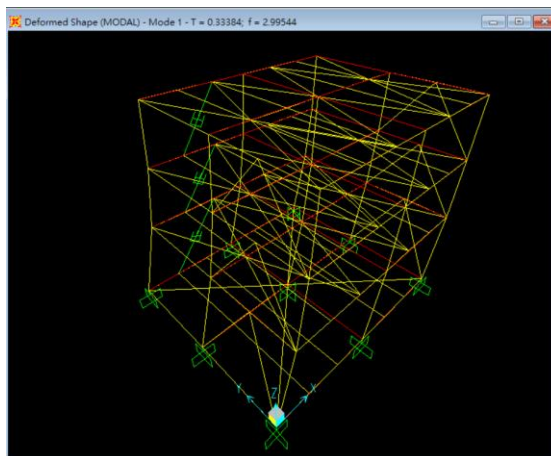 Deformed Shape (MODAL) - Mode 1 - T = 0.33384; f = 2.99544
Z
Y
X